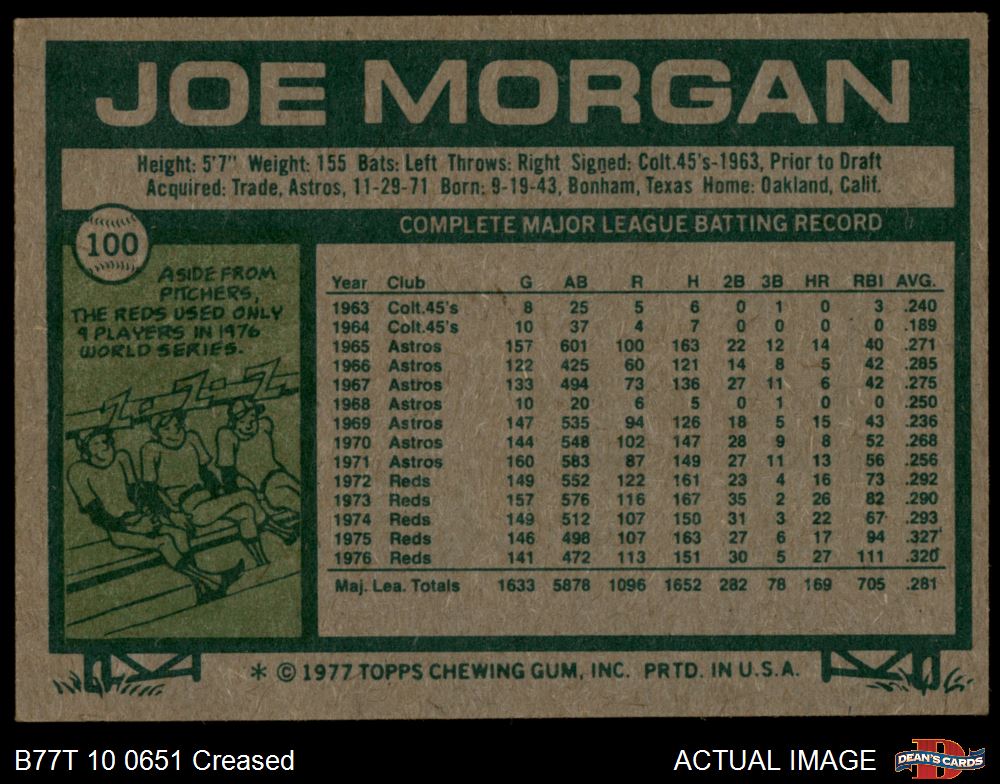 JOE MORGAN
Height: 5'7" Weight: 155 Bats: Left Throws: Right Signed: Colt.45's-1963, Prior to Draft
Acquired: Trade, Astros, 11-29-71 Born: 9-19-43, Bonham, Texas Home: Oakland, Calif.
100
ASIDE FROM
PITCHERS,
THE REDS USED ONLY
9 PLAYERS IN 1976
WORLD SERIES.
Z-Z-Z
COMPLETE MAJOR LEAGUE BATTING RECORD
Year Club G AB R H 2B 3B HR RBI AVG.
1963 Colt.45's 8 25 5 6 0 1 0 3 .240
1964 Colt.45's 10 37 4 7 0 0 0 0 .189
1965 Astros 157 601 100 163 22 12 14 40 .271
1966 Astros 122 425 60 121 14 8 5 42 .285
1967 Astros 133 494 73 136 27 11 6 42 .275
1968 Astros 10 20 6 5 0 1 0 0 .250
1969 Astros 147 535 94 126 18 5 15 43 .236
1970 Astros 144 548 102 147 28 9 8 52 .268
1971 Astros 160 583 87 149 27 11 13 56 .256
1972 Reds 149 552 122 161 23 4 16 73 .292
1973 Reds 157 576 116 167 35 2 26 82 .290
1974 Reds 149 512 107 150 31 3 22 67 .293
1975 Reds 146 498 107 163 27 6 17 94 .327
1976 Reds 141 472 113 151 30 5 27 111 .320
Maj. Lea. Totals 1633 5878 1096 1652 282 78 169 705 .281
* © 1977 TOPPS CHEWING GUM, INC. PRTD. IN U.S.A.
B77T 10 0651 Creased
ACTUAL IMAGE
D
DEAN'S CARDS